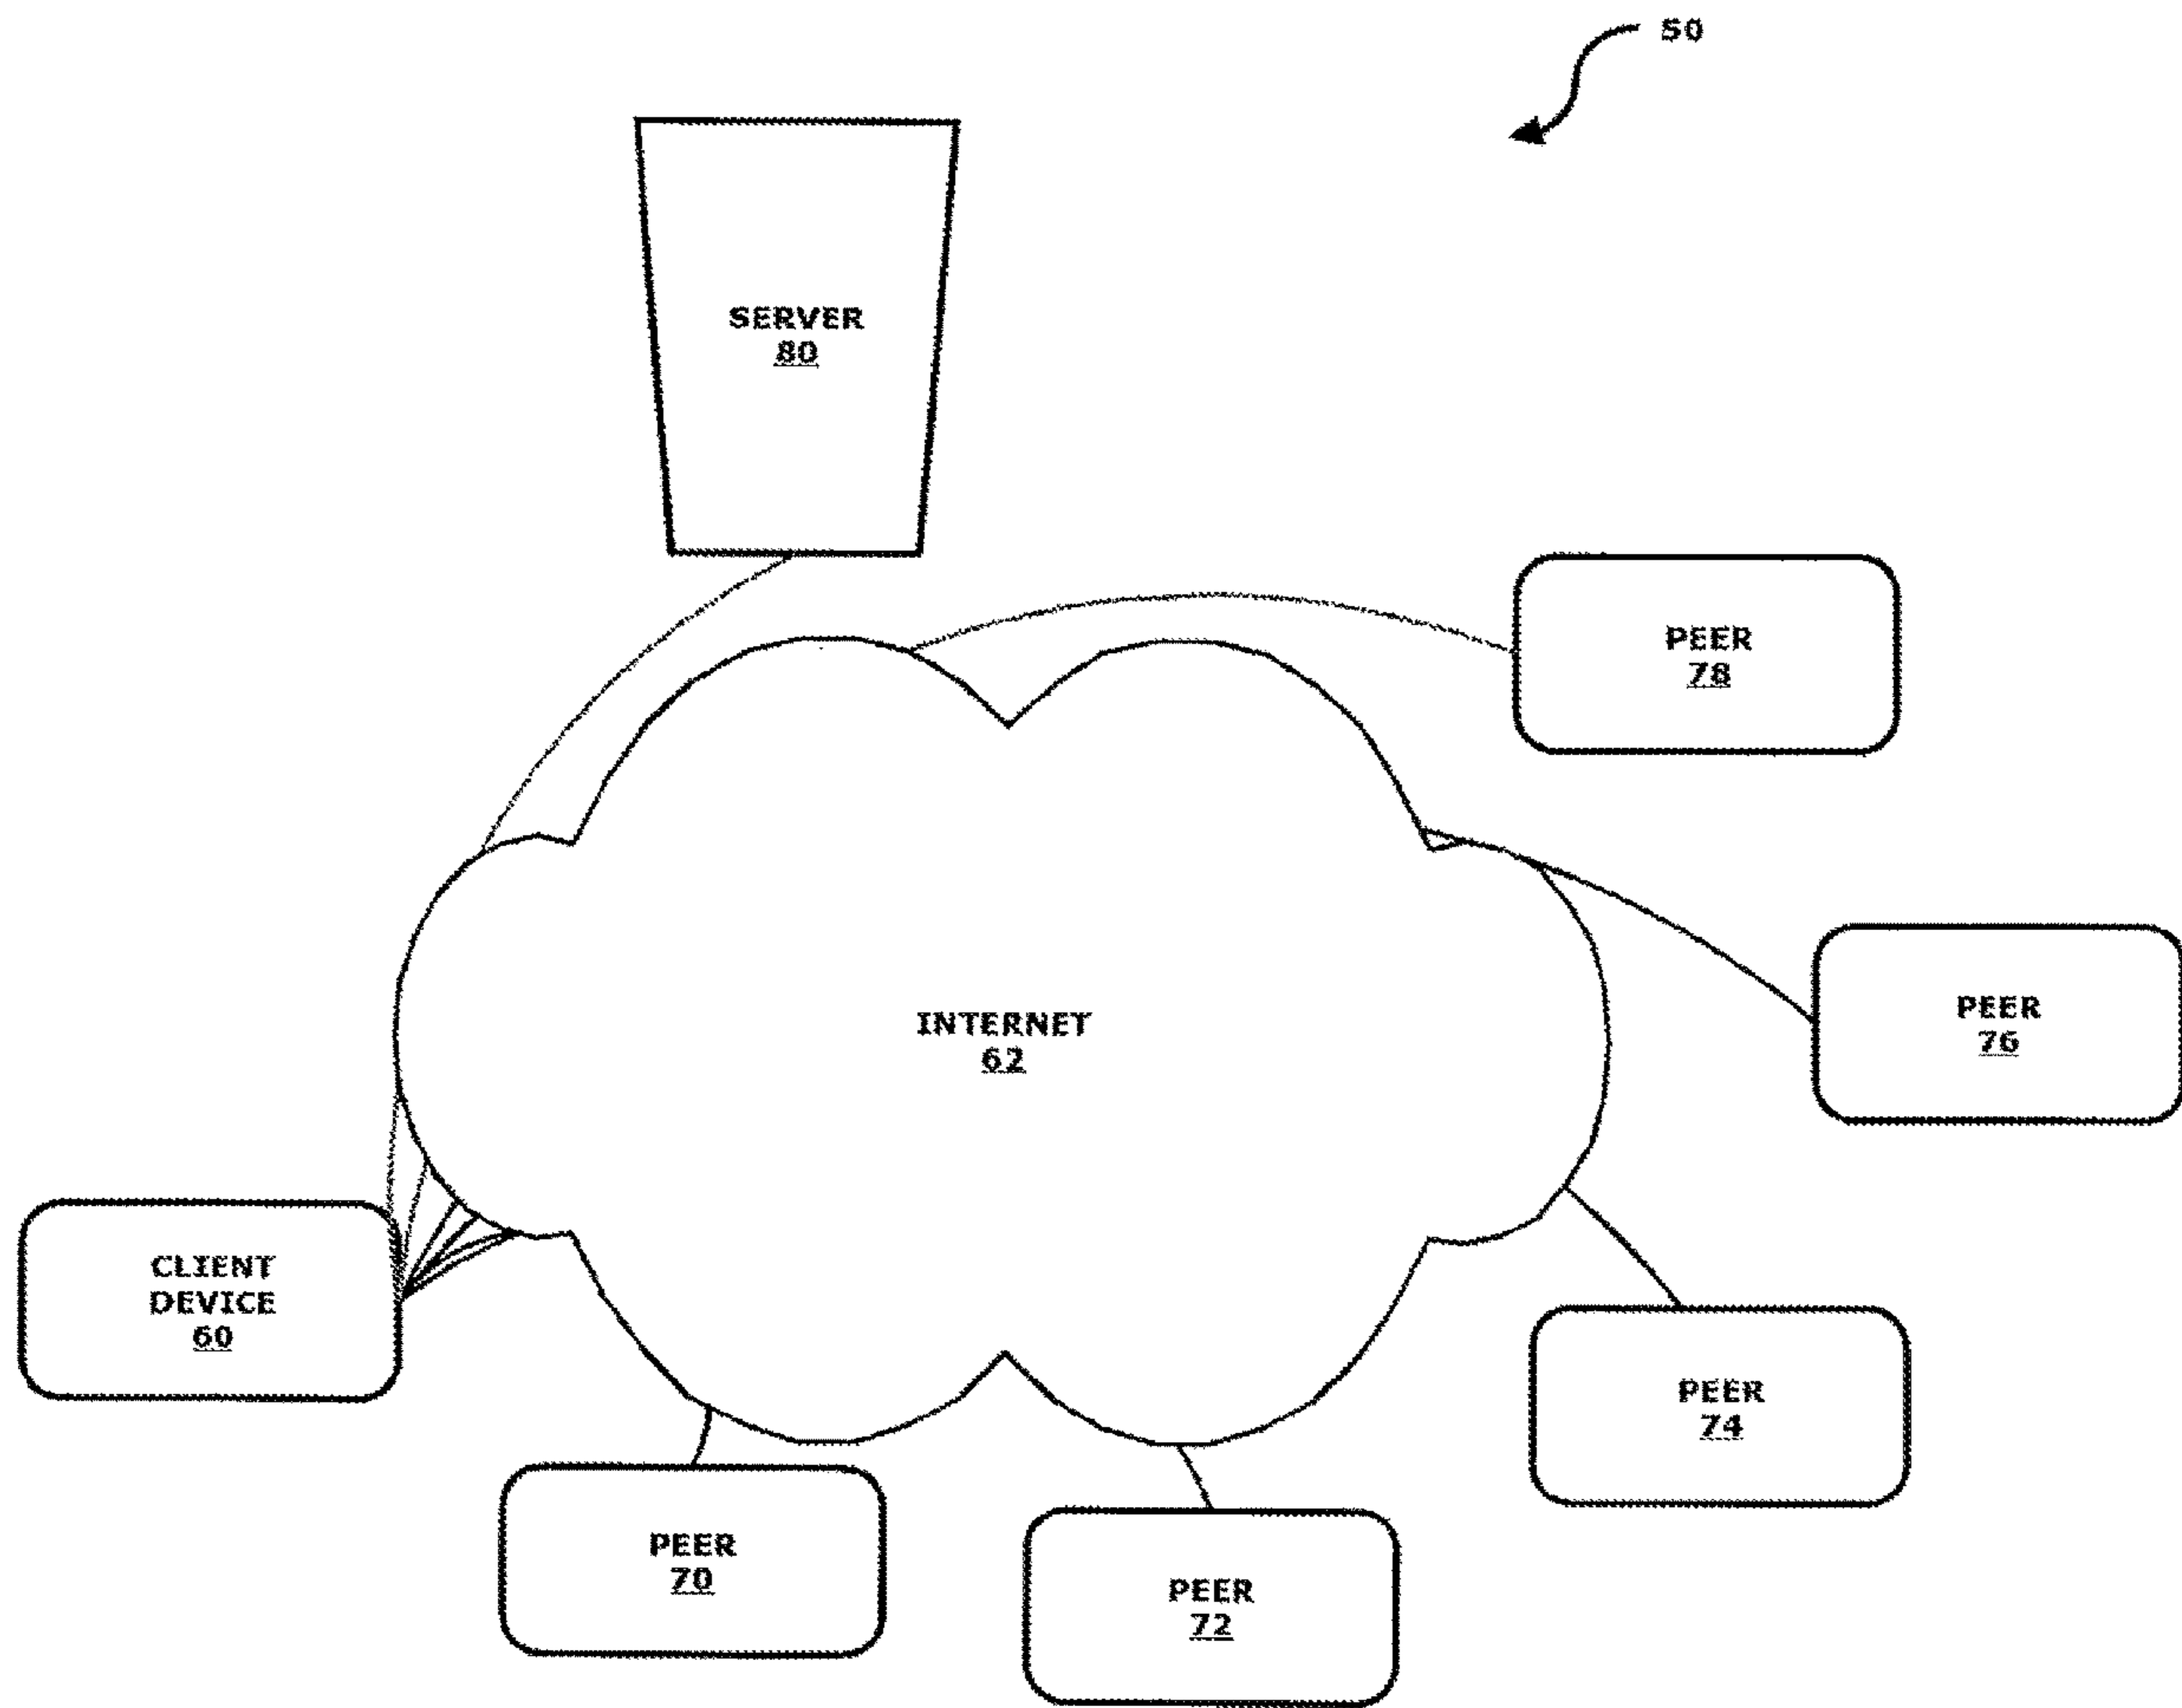 50
SERVER
80
PEER
78
PEER
76
INTERNET
62
CLIENT
DEVICE
60
PEER
74
PEER
70
PEER
72